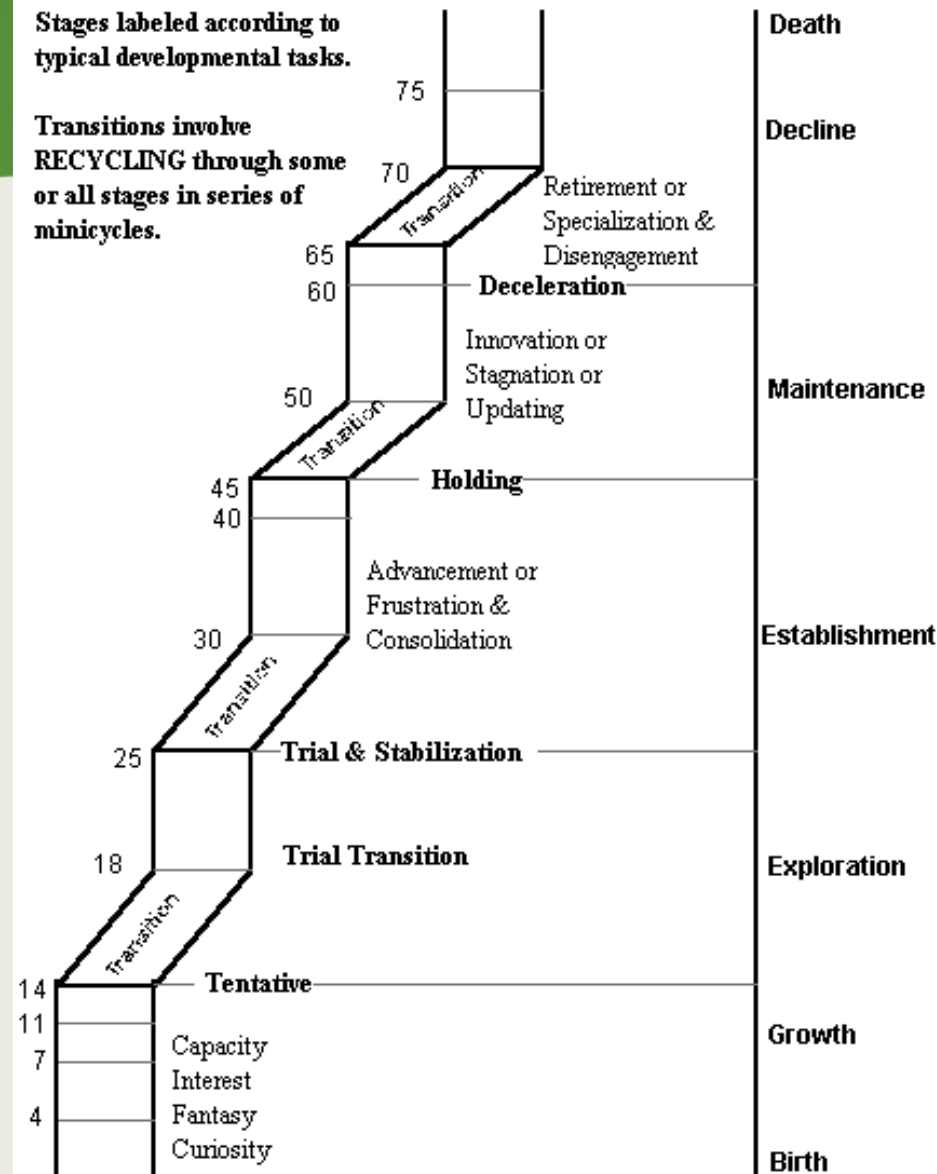 Stages labeled according to
typical developmental tasks.
Transitions involve
RECYCLING through some
or all stages in series of
minicycles.
Death
75
Decline
70
Transition
Retirement or
Specialization &
Disengagement
65
60
Deceleration
Innovation or
Stagnation or
Updating
Maintenance
50
Transition
45
Holding
40
Advancement or
Frustration &
Consolidation
Establishment
30
Transition
25
Trial & Stabilization
18
Trial Transition
Exploration
Transition
14
Tentative
11
7
4
Capacity
Interest
Fantasy
Curiosity
Growth
Birth